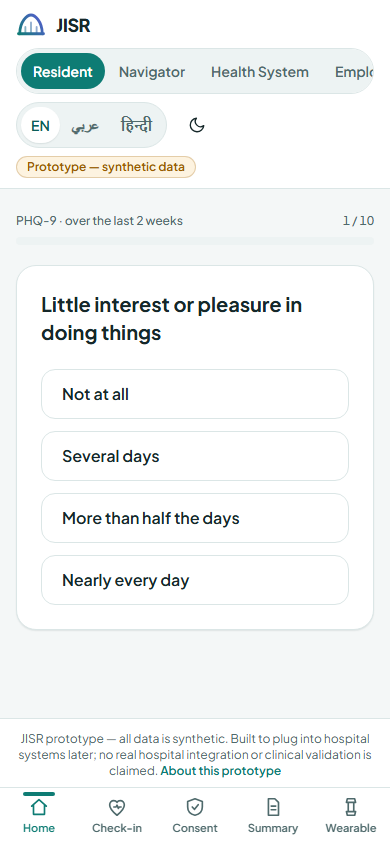 JISR
Resident Navigator Health System
EN عربي हिन्दी
Prototype — synthetic data
PHQ-9 · over the last 2 weeks 1 / 10
Little interest or pleasure in
doing things
Not at all
Several days
More than half the days
Nearly every day
JISR prototype — all data is synthetic. Built to plug into hospital
systems later; no real hospital integration or clinical validation is
claimed. About this prototype
Home Check-in Consent Summary Wearable